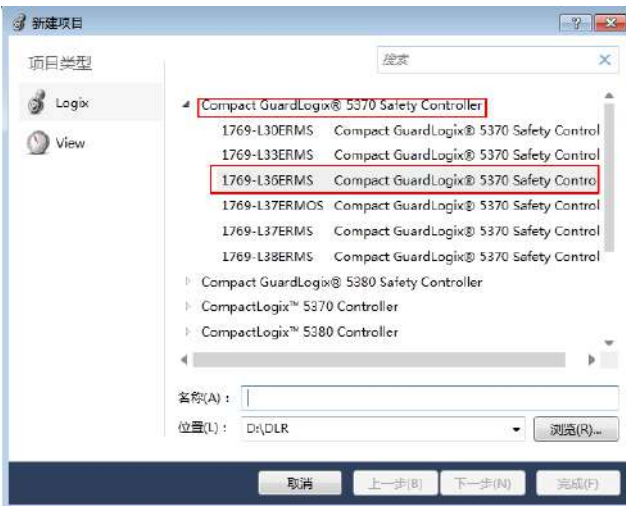 新建项目
项目类型
搜索
Logix
View
Compact GuardLogix® 5370 Safety Controller
1769-L30ERMS Compact GuardLogix® 5370 Safety Control
1769-L33ERMS Compact GuardLogix® 5370 Safety Control
1769-L36ERMS Compact GuardLogix® 5370 Safety Contro
1769-L37ERMOS Compact GuardLogix® 5370 Safety Control
1769-L37ERMS Compact GuardLogix® 5370 Safety Control
1769-L38ERMS Compact GuardLogix® 5370 Safety Control
Compact GuardLogix® 5380 Safety Controller
CompactLogix™ 5370 Controller
CompactLogix™ 5380 Controller
名称(A):
位置(L): D:\DLR
浏览(R)...
取消 上一步(B) 下一步(N) 完成(F)